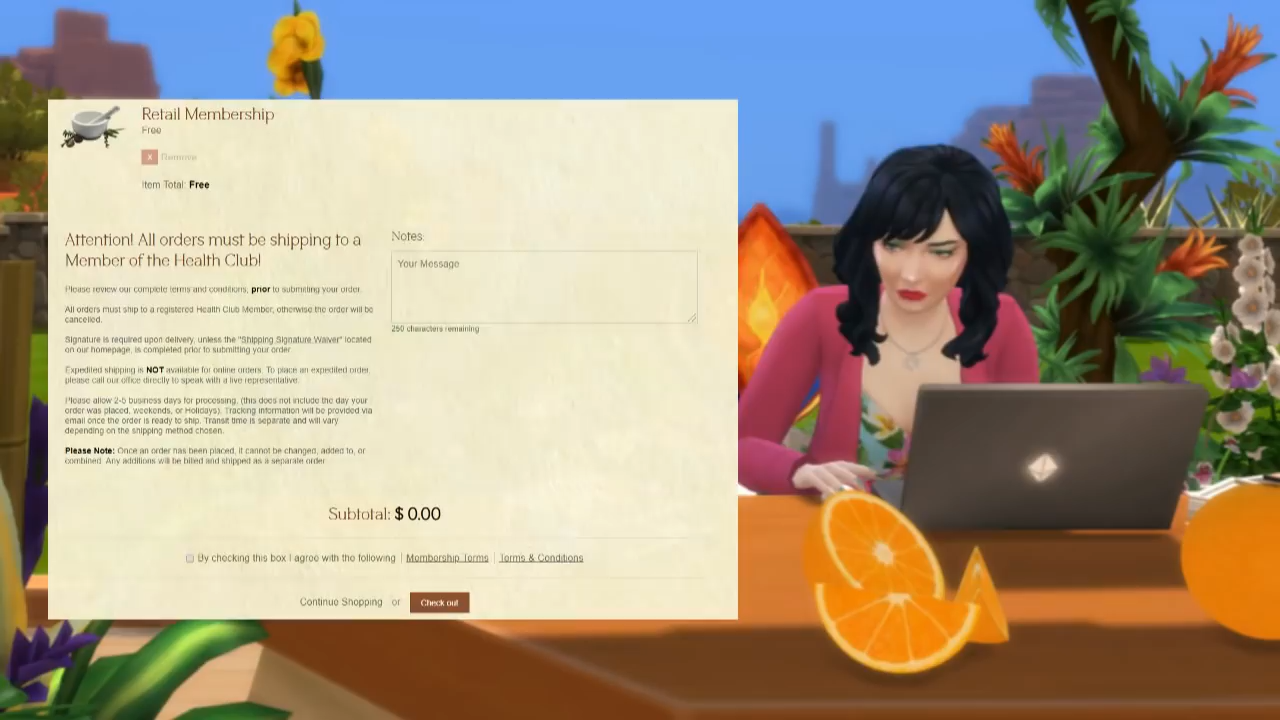 Retail Membership
Free
x Remove
Item Total: Free
Attention! All orders must be shipping to a
Member of the Health Club!
Please review our complete terms and conditions, prior to submitting your order.
All orders must ship to a registered Health Club Member, otherwise the order will be
cancelled.
Signature is required upon delivery, unless the "Shipping Signature Waiver" located
on our homepage, is completed prior to submitting your order
Expedited shipping is NOT available for online orders. To place an expedited order,
please call our office directly to speak with a live representative.
Please allow 2-5 business days for processing, (this does not include the day your
order was placed, weekends, or Holidays). Tracking information will be provided via
email once the order is ready to ship. Transit time is separate and will vary
depending on the shipping method chosen.
Please Note: Once an order has been placed, it cannot be changed, added to, or
combined. Any additions will be billed and shipped as a separate order
Notes:
Your Message
250 characters remaining
Subtotal: $ 0.00
By checking this box I agree with the following | Membership Terms | Terms & Conditions
Continue Shopping or Check out